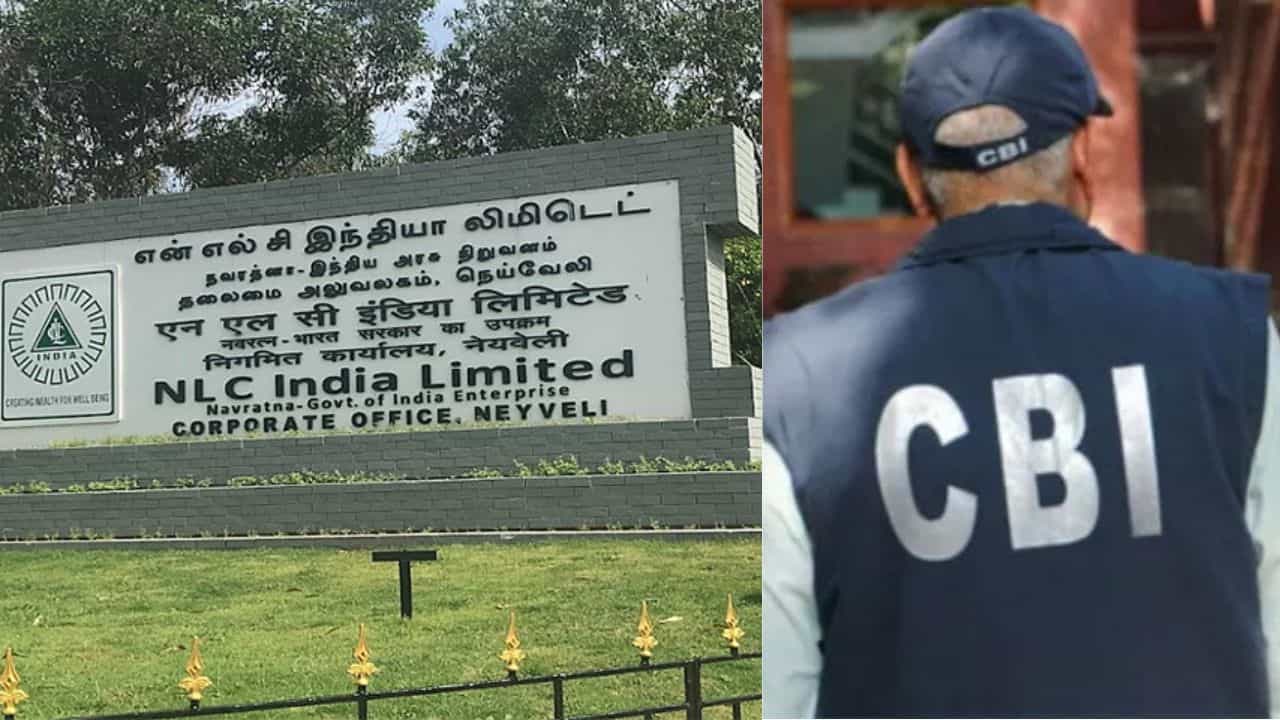 என் எல் சி இந்தியா லிமிடெட்
நவரத்னா-இந்திய அரசு நிறுவனம்
தலைமை அலுவலகம், நெய்வேலி
एन एल सी इंडिया लिमिटेड
नवरत्न-भारत सरकार का उपक्रम
निगमित कार्यालय, नेयवेली
NLC India Limited
Navratna-Govt. of India Enterprise
CORPORATE OFFICE, NEYVELI
INDIA
CREATING WEALTH FOR WELL BEING
CBI
CBI